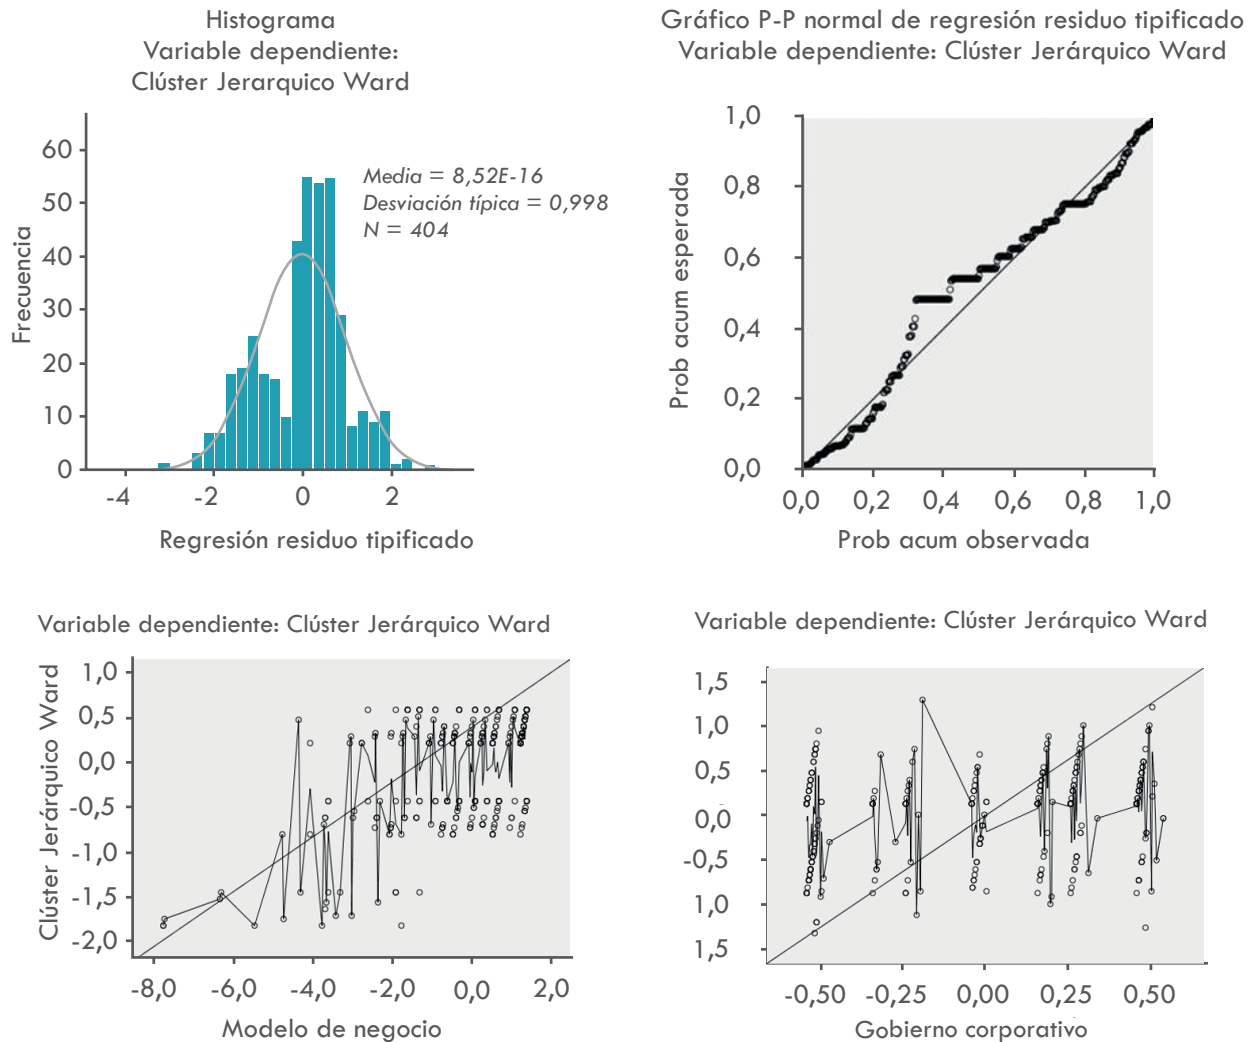 Histograma
Variable dependiente:
Clúster Jerarquico Ward
60
50
40
30
20
10
0
Frecuencia
Media = 8,52E-16
Desviación típica = 0,998
N = 404
-4
-2
0
2
Regresión residuo tipificado
Gráfico P-P normal de regresión residuo tipificado
Variable dependiente: Clúster Jerárquico Ward
1,0
0,8
0,6
0,4
0,2
0,0
Prob acum esperada
0,0
0,2
0,4
0,6
0,8
1,0
Prob acum observada
Variable dependiente: Clúster Jerárquico Ward
Clúster Jerárquico Ward
1,0
0,5
0,0
-0,5
-1,0
-1,5
-2,0
-8,0
-6,0
-4,0
-2,0
0,0
2,0
Modelo de negocio
Variable dependiente: Clúster Jerárquico Ward
1,5
1,0
0,5
0,0
-0,5
1,0
1,5
-0,50
-0,25
0,00
0,25
0,50
Gobierno corporativo